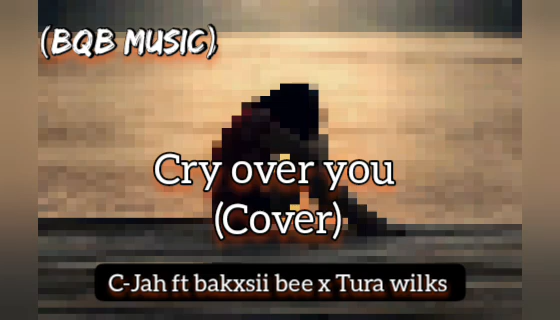 (BQB MUSIC)
Cry over you
(Cover)
C-Jah ft bakxsii bee x Tura wilks